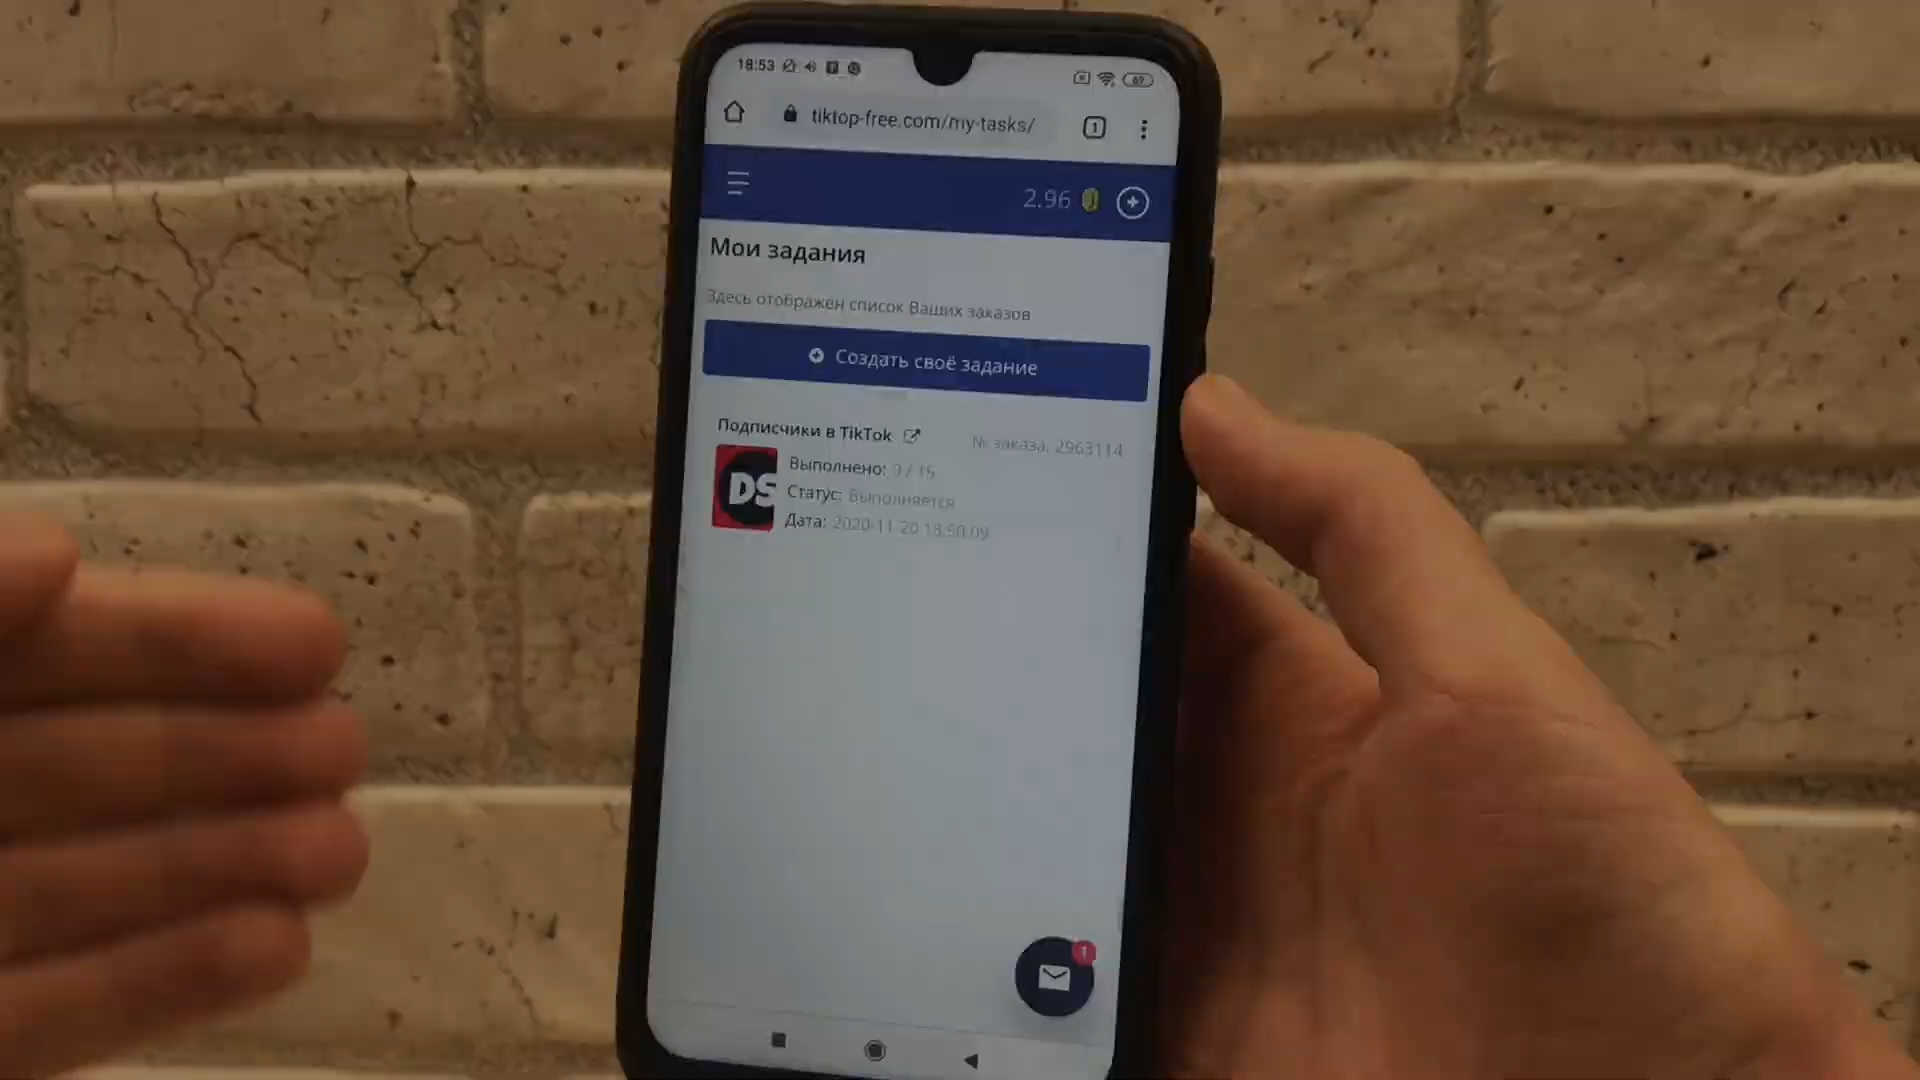 18:53
69
tiktop-free.com/my-tasks/
1
2.96
Мои задания
Здесь отображен список Ваших заказов
Создать своё задание
Подписчики в TikTok
№ заказа: 2963114
DS
Выполнено: 0 / 15
Статус: Выполняется
Дата: 2020-11-20 18:50:09
1